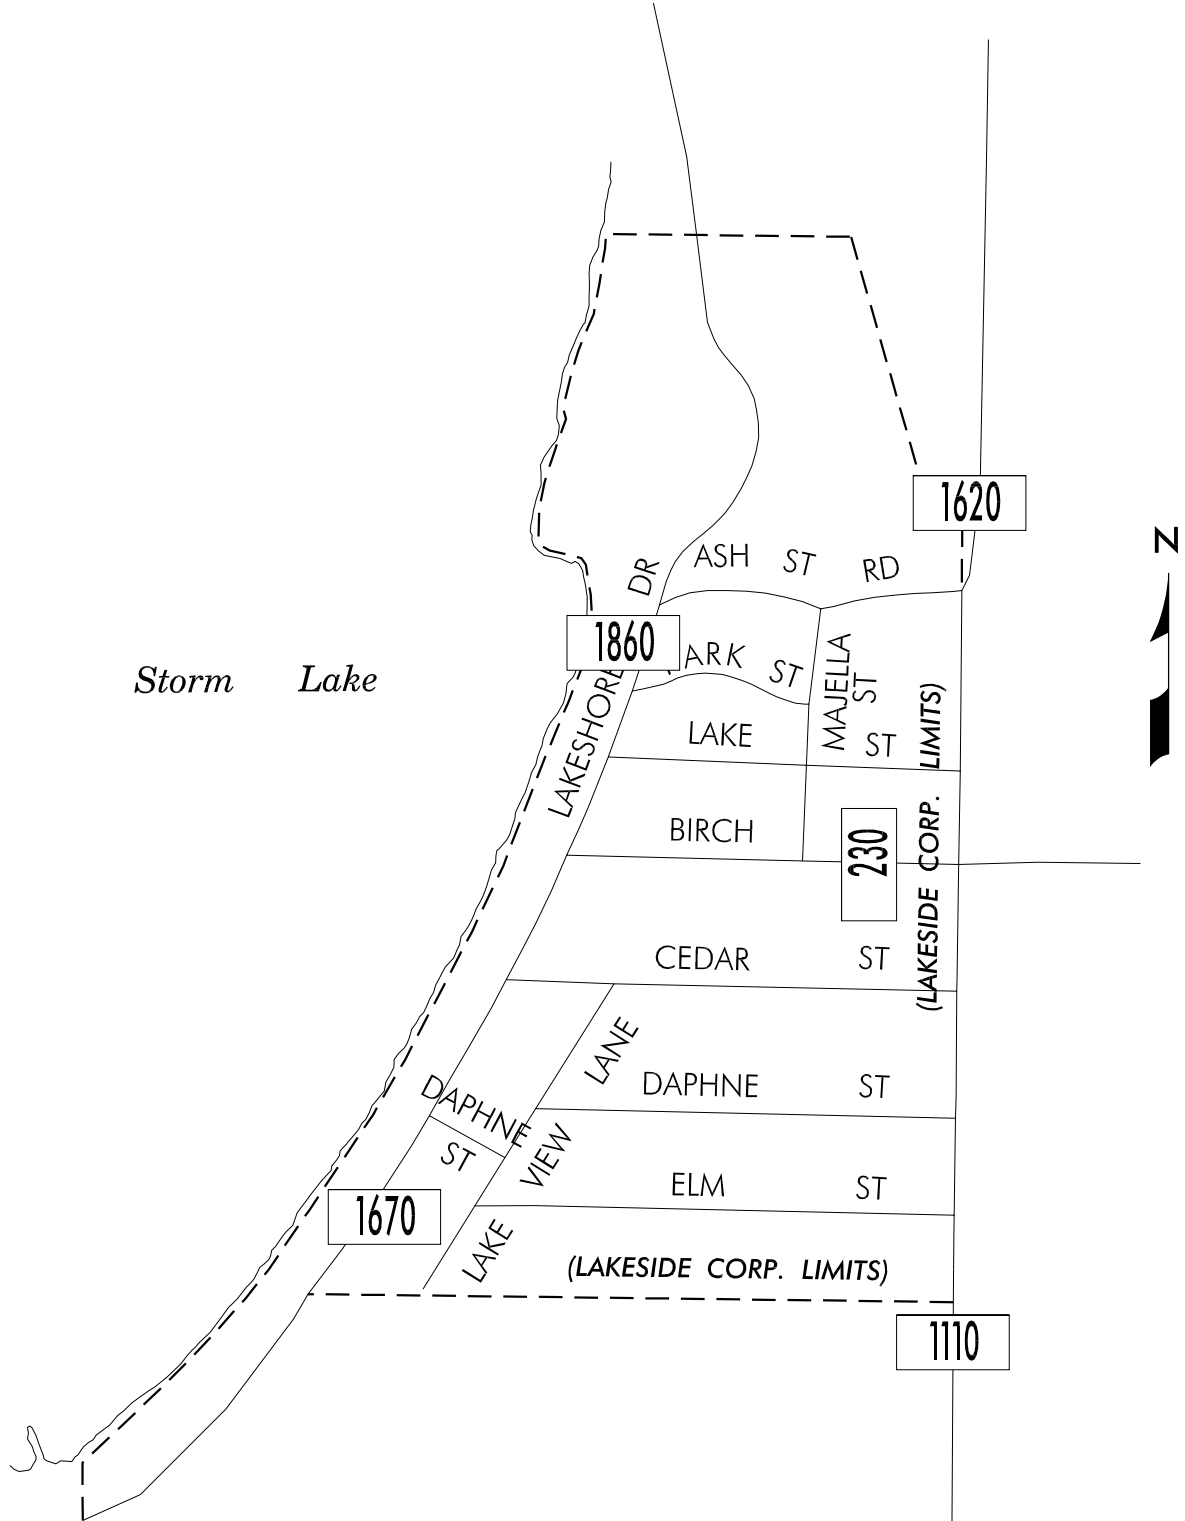 1620
N
ASH ST RD
LAKESHORE DR
1860
ARK ST
MAJELLA ST
Storm Lake
LAKE ST
(LAKESIDE CORP. LIMITS)
BIRCH
230
CEDAR ST
LAKE VIEW LANE
DAPHNE ST
DAPHNE ST
ELM ST
1670
(LAKESIDE CORP. LIMITS)
1110